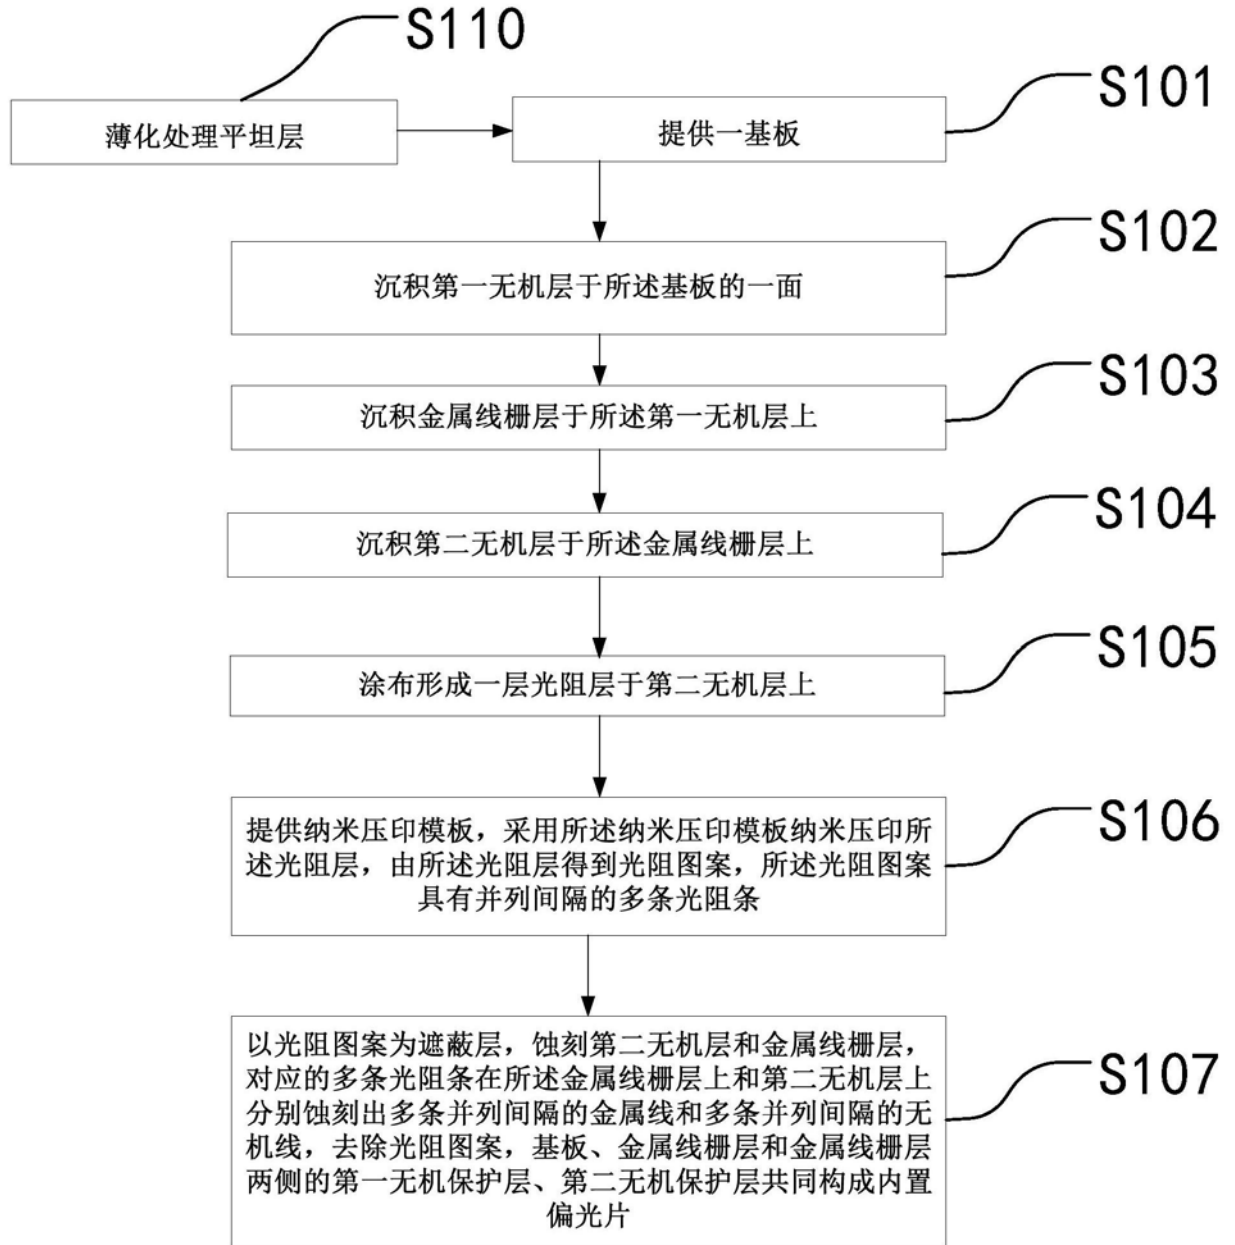 S110
S101
薄化处理平坦层
提供一基板
S102
沉积第一无机层于所述基板的一面
S103
沉积金属线栅层于所述第一无机层上
S104
沉积第二无机层于所述金属线栅层上
S105
涂布形成一层光阻层于第二无机层上
S106
提供纳米压印模板，采用所述纳米压印模板纳米压印所
述光阻层，由所述光阻层得到光阻图案，所述光阻图案
具有并列间隔的多条光阻条
S107
以光阻图案为遮蔽层，蚀刻第二无机层和金属线栅层，
对应的多条光阻条在所述金属线栅层上和第二无机层上
分别蚀刻出多条并列间隔的金属线和多条并列间隔的无
机线，去除光阻图案，基板、金属线栅层和金属线栅层
两侧的第一无机保护层、第二无机保护层共同构成内置
偏光片